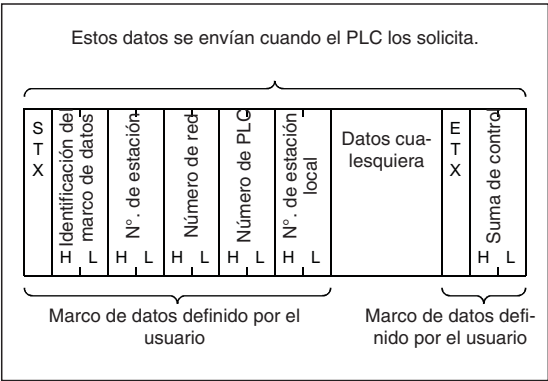 Estos datos se envían cuando el PLC los solicita.
S
T
X
Identificación del
marco de datos
H L
N°. de estación
H L
Número de red
H L
Número de PLC
H L
N°. de estación
local
H L
Datos cua-
lesquiera
E
T
X
Suma de control
H L
Marco de datos definido por el
usuario
Marco de datos defi-
nido por el usuario